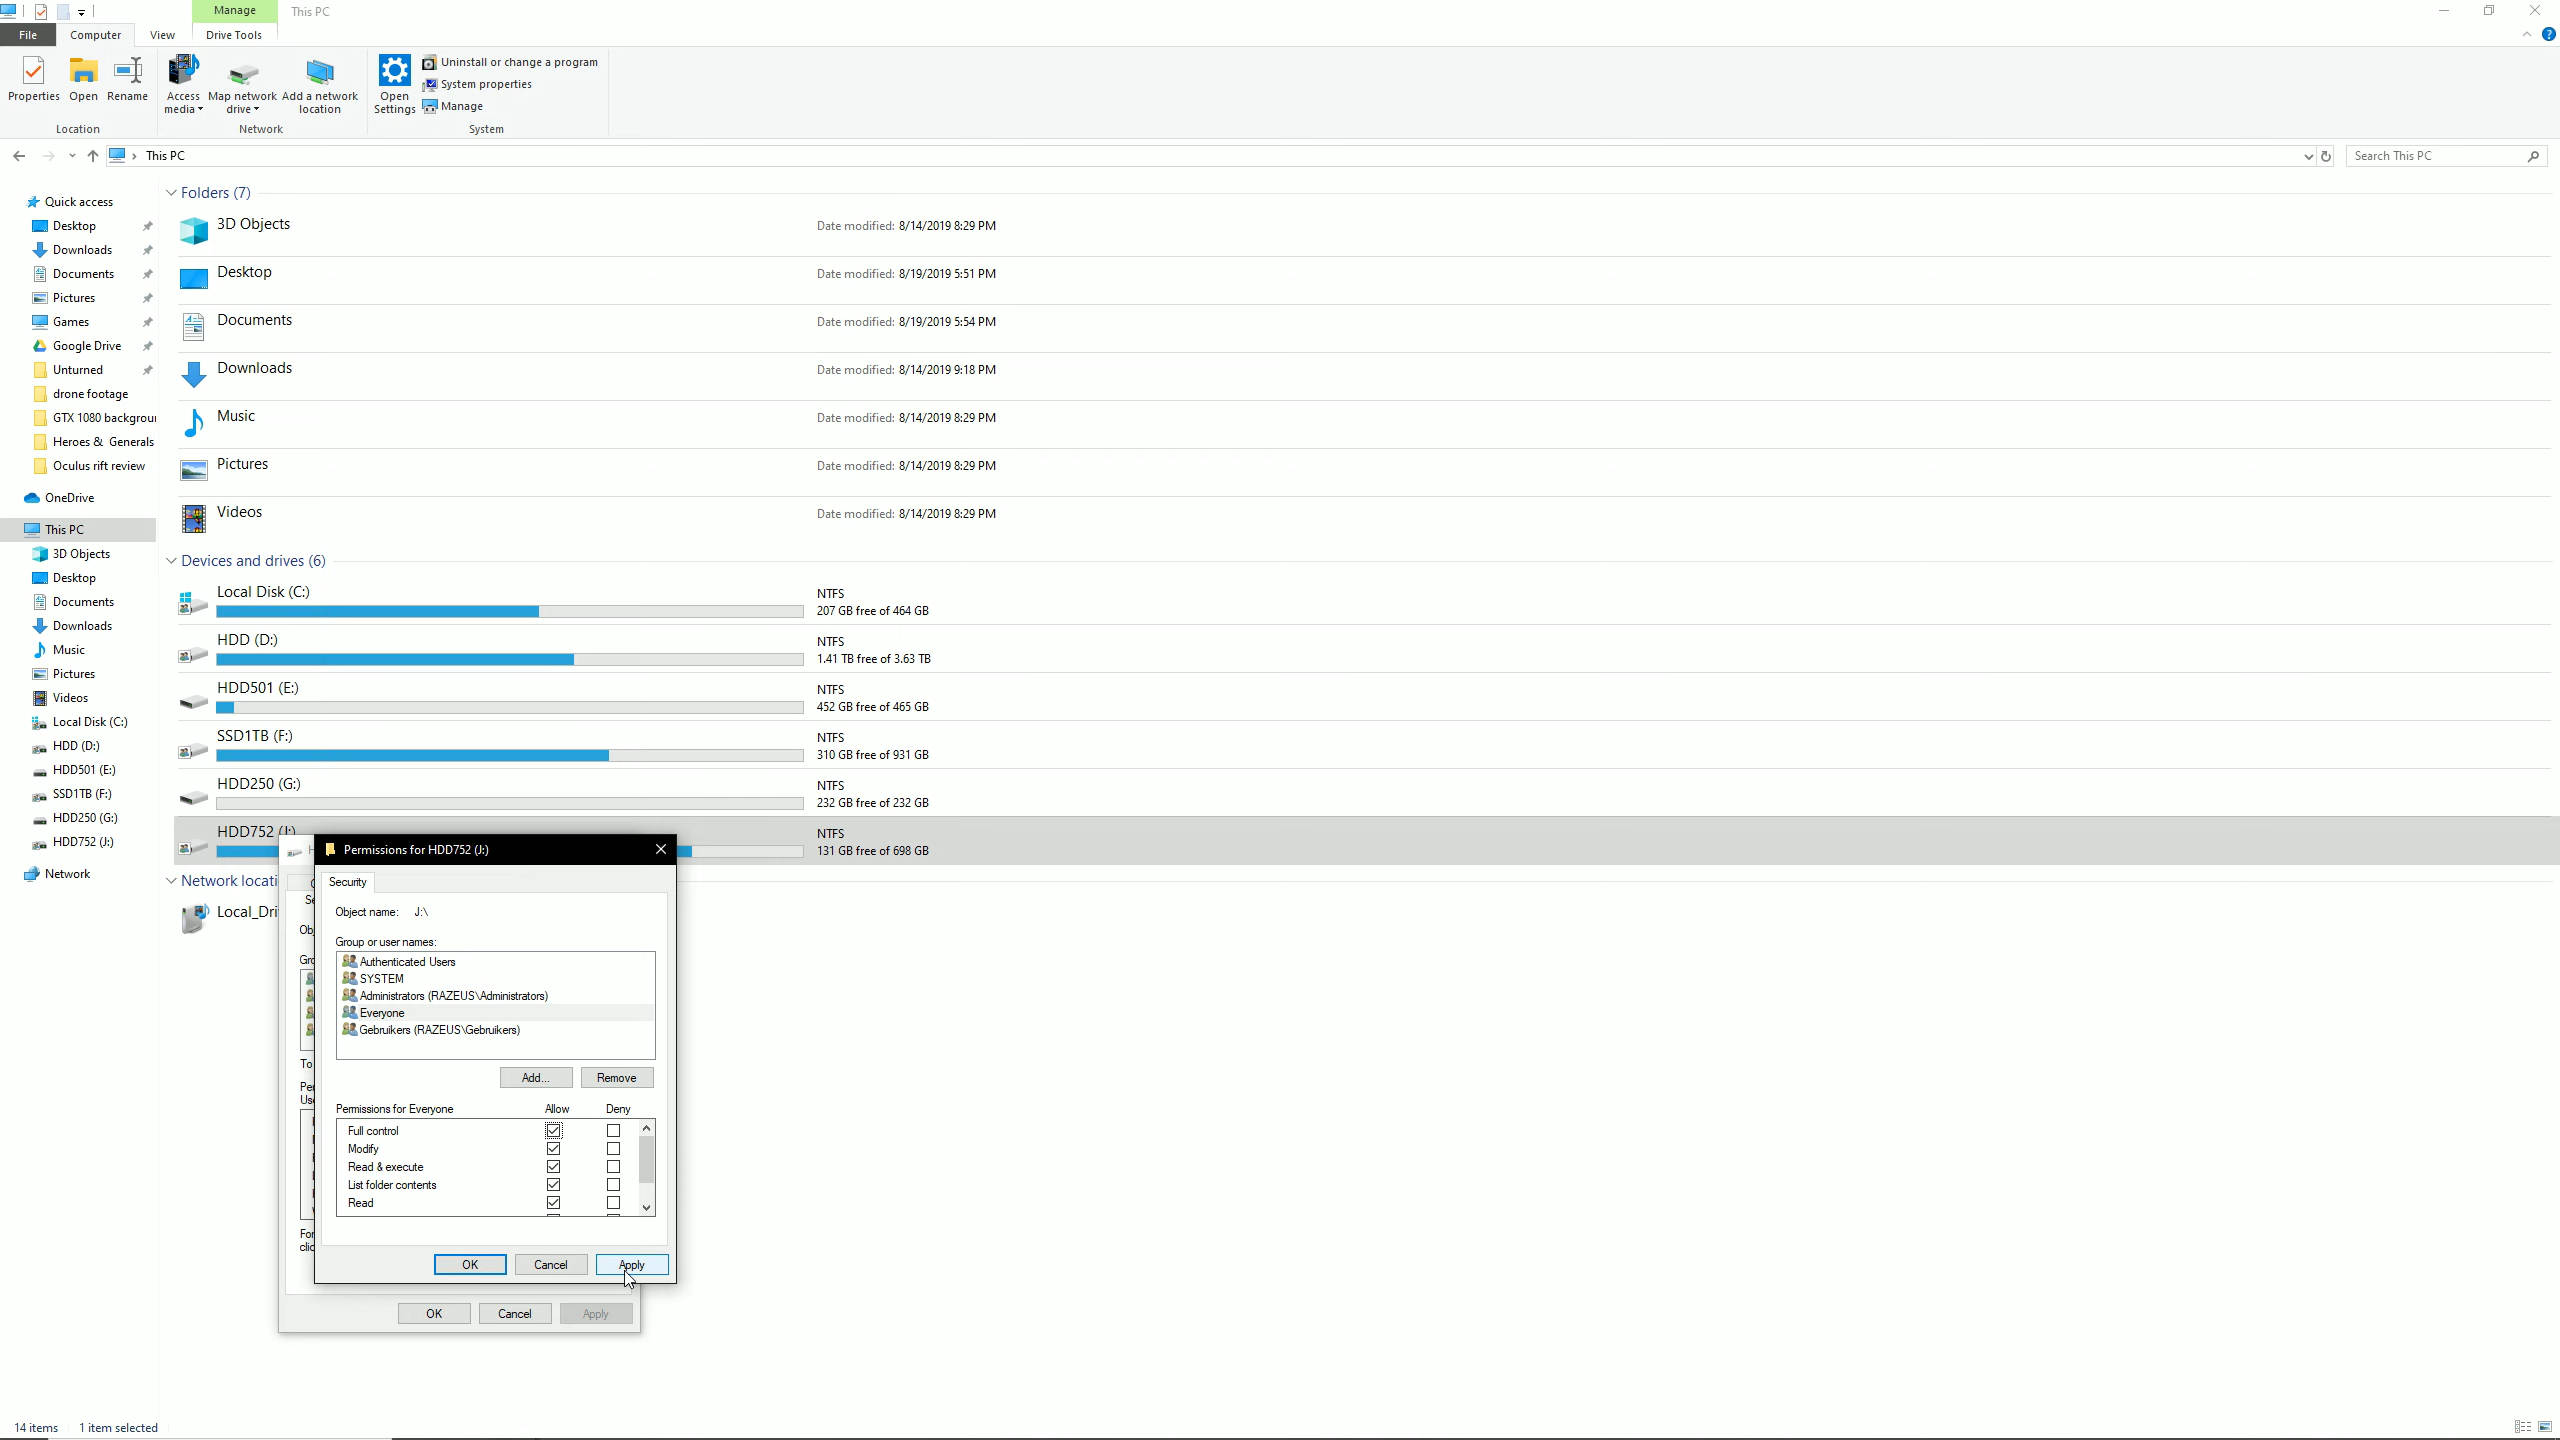 Manage
This PC
File
Computer
View
Drive Tools
Properties
Open
Rename
Access media
Map network drive
Add a network location
Open Settings
Uninstall or change a program
System properties
Manage
Location
Network
System
This PC
Search This PC
Quick access
Desktop
Downloads
Documents
Pictures
Games
Google Drive
Unturned
drone footage
GTX 1080 backgrour
Heroes & Generals
Oculus rift review
OneDrive
This PC
3D Objects
Desktop
Documents
Downloads
Music
Pictures
Videos
Local Disk (C:)
HDD (D:)
HDD501 (E:)
SSD1TB (F:)
HDD250 (G:)
HDD752 (J:)
Network
Folders (7)
3D Objects
Date modified: 8/14/2019 8:29 PM
Desktop
Date modified: 8/19/2019 5:51 PM
Documents
Date modified: 8/19/2019 5:54 PM
Downloads
Date modified: 8/14/2019 9:18 PM
Music
Date modified: 8/14/2019 8:29 PM
Pictures
Date modified: 8/14/2019 8:29 PM
Videos
Date modified: 8/14/2019 8:29 PM
Devices and drives (6)
Local Disk (C:)
NTFS
207 GB free of 464 GB
HDD (D:)
NTFS
1.41 TB free of 3.63 TB
HDD501 (E:)
NTFS
452 GB free of 465 GB
SSD1TB (F:)
NTFS
310 GB free of 931 GB
HDD250 (G:)
NTFS
232 GB free of 232 GB
HDD752 (J:)
NTFS
131 GB free of 698 GB
Network locati
Local_Dri
Permissions for HDD752 (J:)
Security
Object name: J:\
Group or user names:
Authenticated Users
SYSTEM
Administrators (RAZEUS\Administrators)
Everyone
Gebruikers (RAZEUS\Gebruikers)
Add...
Remove
Permissions for Everyone
Allow
Deny
Full control
Modify
Read & execute
List folder contents
Read
OK
Cancel
Apply
OK
Cancel
Apply
14 items
1 item selected